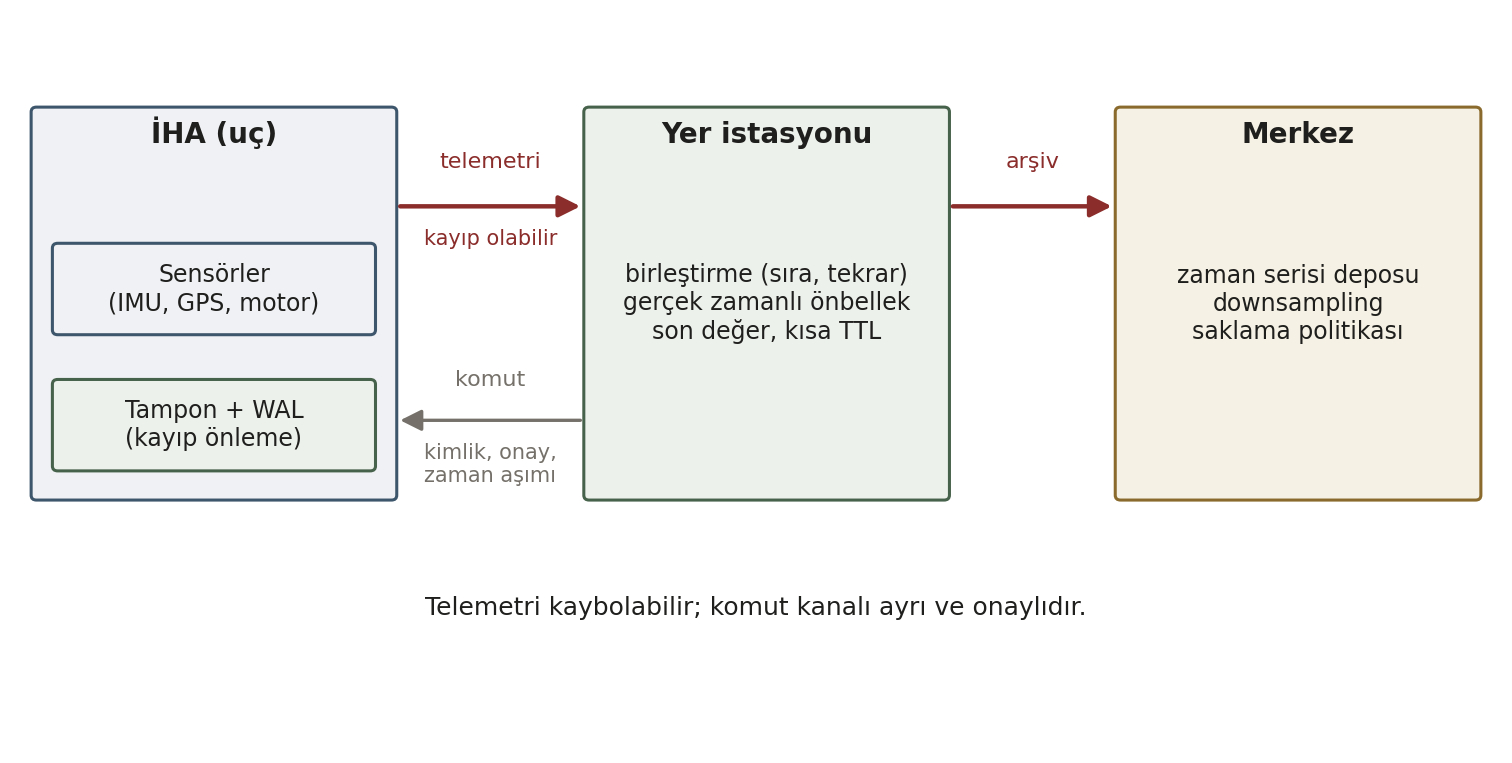 İHA (uç)
Sensörler
(IMU, GPS, motor)
Tampon + WAL
(kayıp önleme)
telemetri
kayıp olabilir
komut
kimlik, onay,
zaman aşımı
Yer istasyonu
birleştirme (sıra, tekrar)
gerçek zamanlı önbellek
son değer, kısa TTL
arşiv
Merkez
zaman serisi deposu
downsampling
saklama politikası
Telemetri kaybolabilir; komut kanalı ayrı ve onaylıdır.